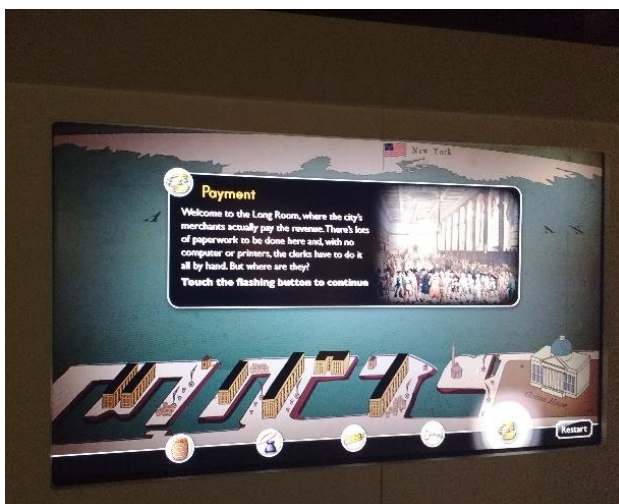 New York
Payment
Welcome to the Long Room, where the city's
merchants actually pay the revenue. There's lots
of paperwork to be done here and, with no
computer or printers, the clerks have to do it
all by hand. But where are they?
Touch the flashing button to continue
Custom House
Restart